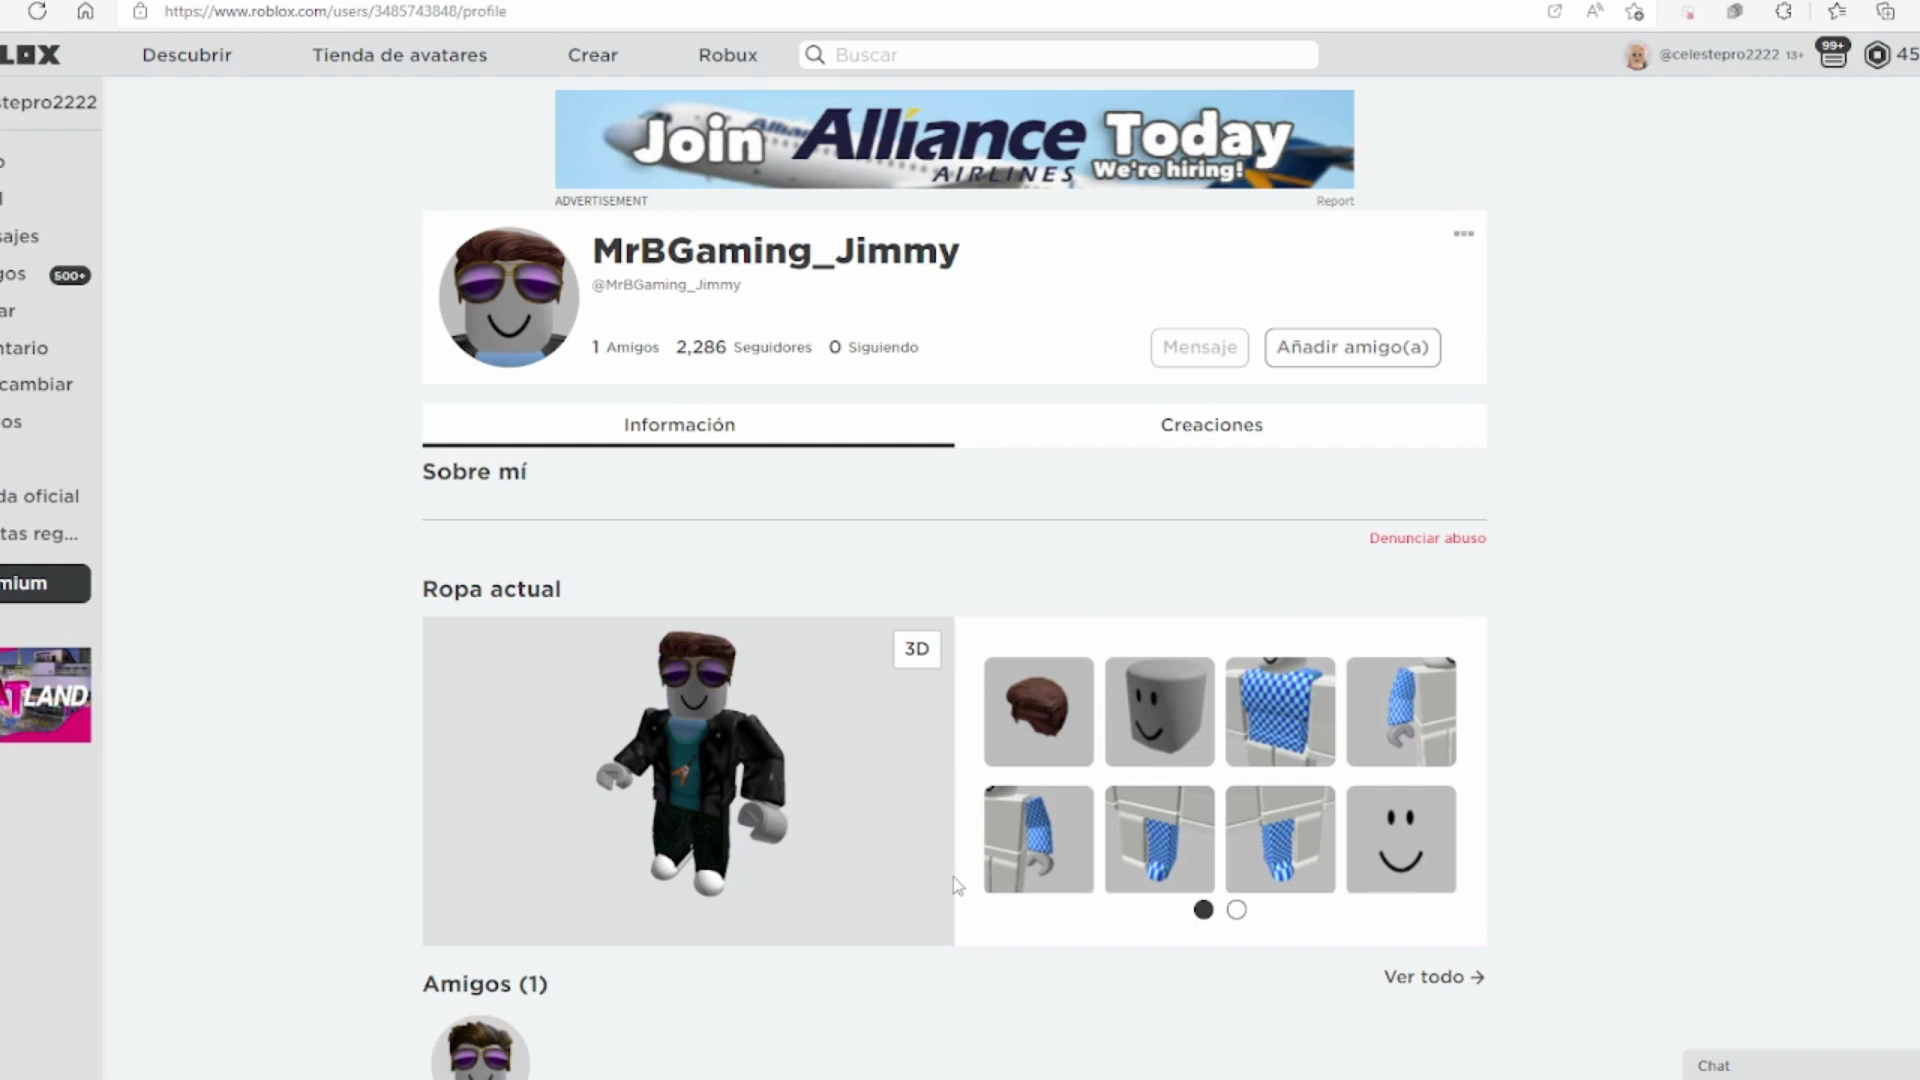 https://www.roblox.com/users/3485743848/profile
LOX
Descubrir
Tienda de avatares
Crear
Robux
Buscar
@celestepro2222 13+
99+
45
stepro2222
sajes
gos 500+
ar
ntario
cambiar
os
da oficial
tas reg...
mium
LAND
Join Alliance Today
AIRLINES
We're hiring!
ADVERTISEMENT
Report
MrBGaming_Jimmy
@MrBGaming_Jimmy
1 Amigos 2,286 Seguidores 0 Siguiendo
Mensaje
Añadir amigo(a)
Información
Creaciones
Sobre mí
Denunciar abuso
Ropa actual
3D
Amigos (1)
Ver todo →
Chat